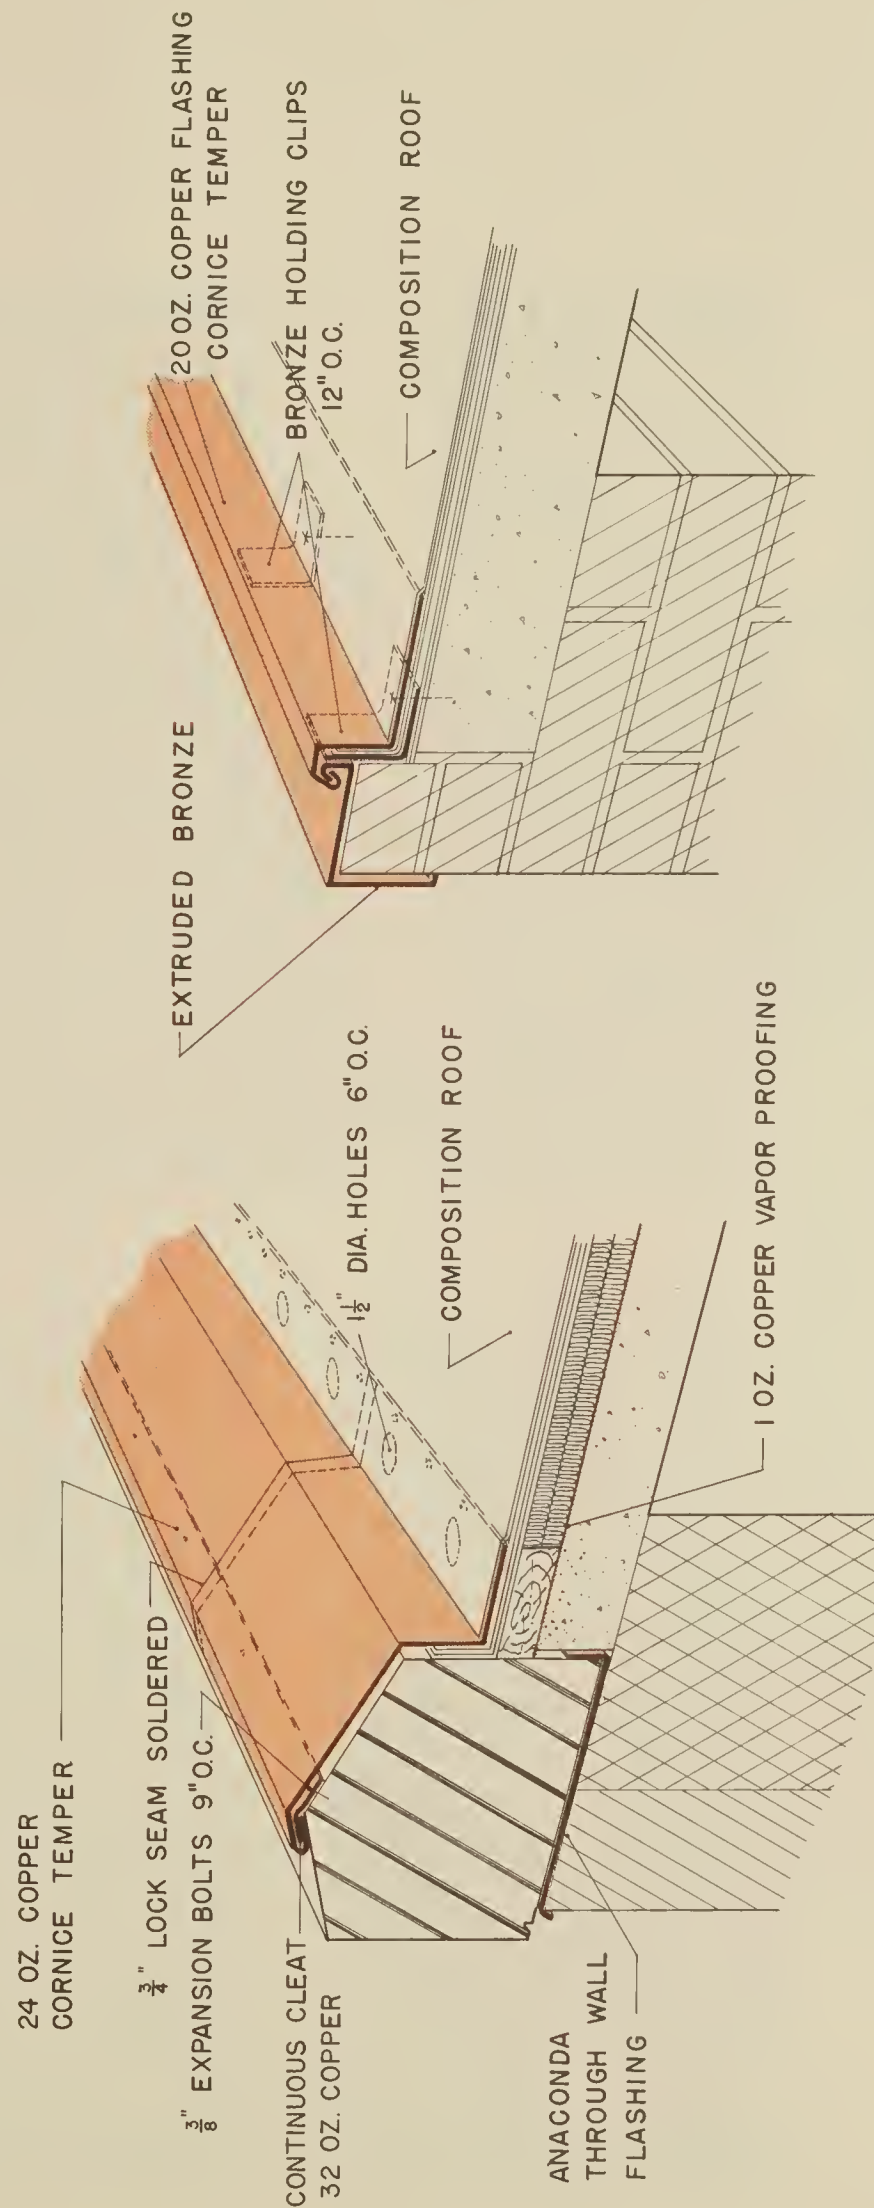 24 OZ. COPPER
CORNICE TEMPER
3/4" LOCK SEAM SOLDERED
3/8" EXPANSION BOLTS 9" O.C.
CONTINUOUS CLEAT
32 OZ. COPPER
ANACONDA
THROUGH WALL
FLASHING
1 1/2" DIA. HOLES 6" O.C.
COMPOSITION ROOF
1 OZ. COPPER VAPOR PROOFING
EXTRUDED BRONZE
20 OZ. COPPER FLASHING
CORNICE TEMPER
BRONZE HOLDING CLIPS
12" O.C.
COMPOSITION ROOF